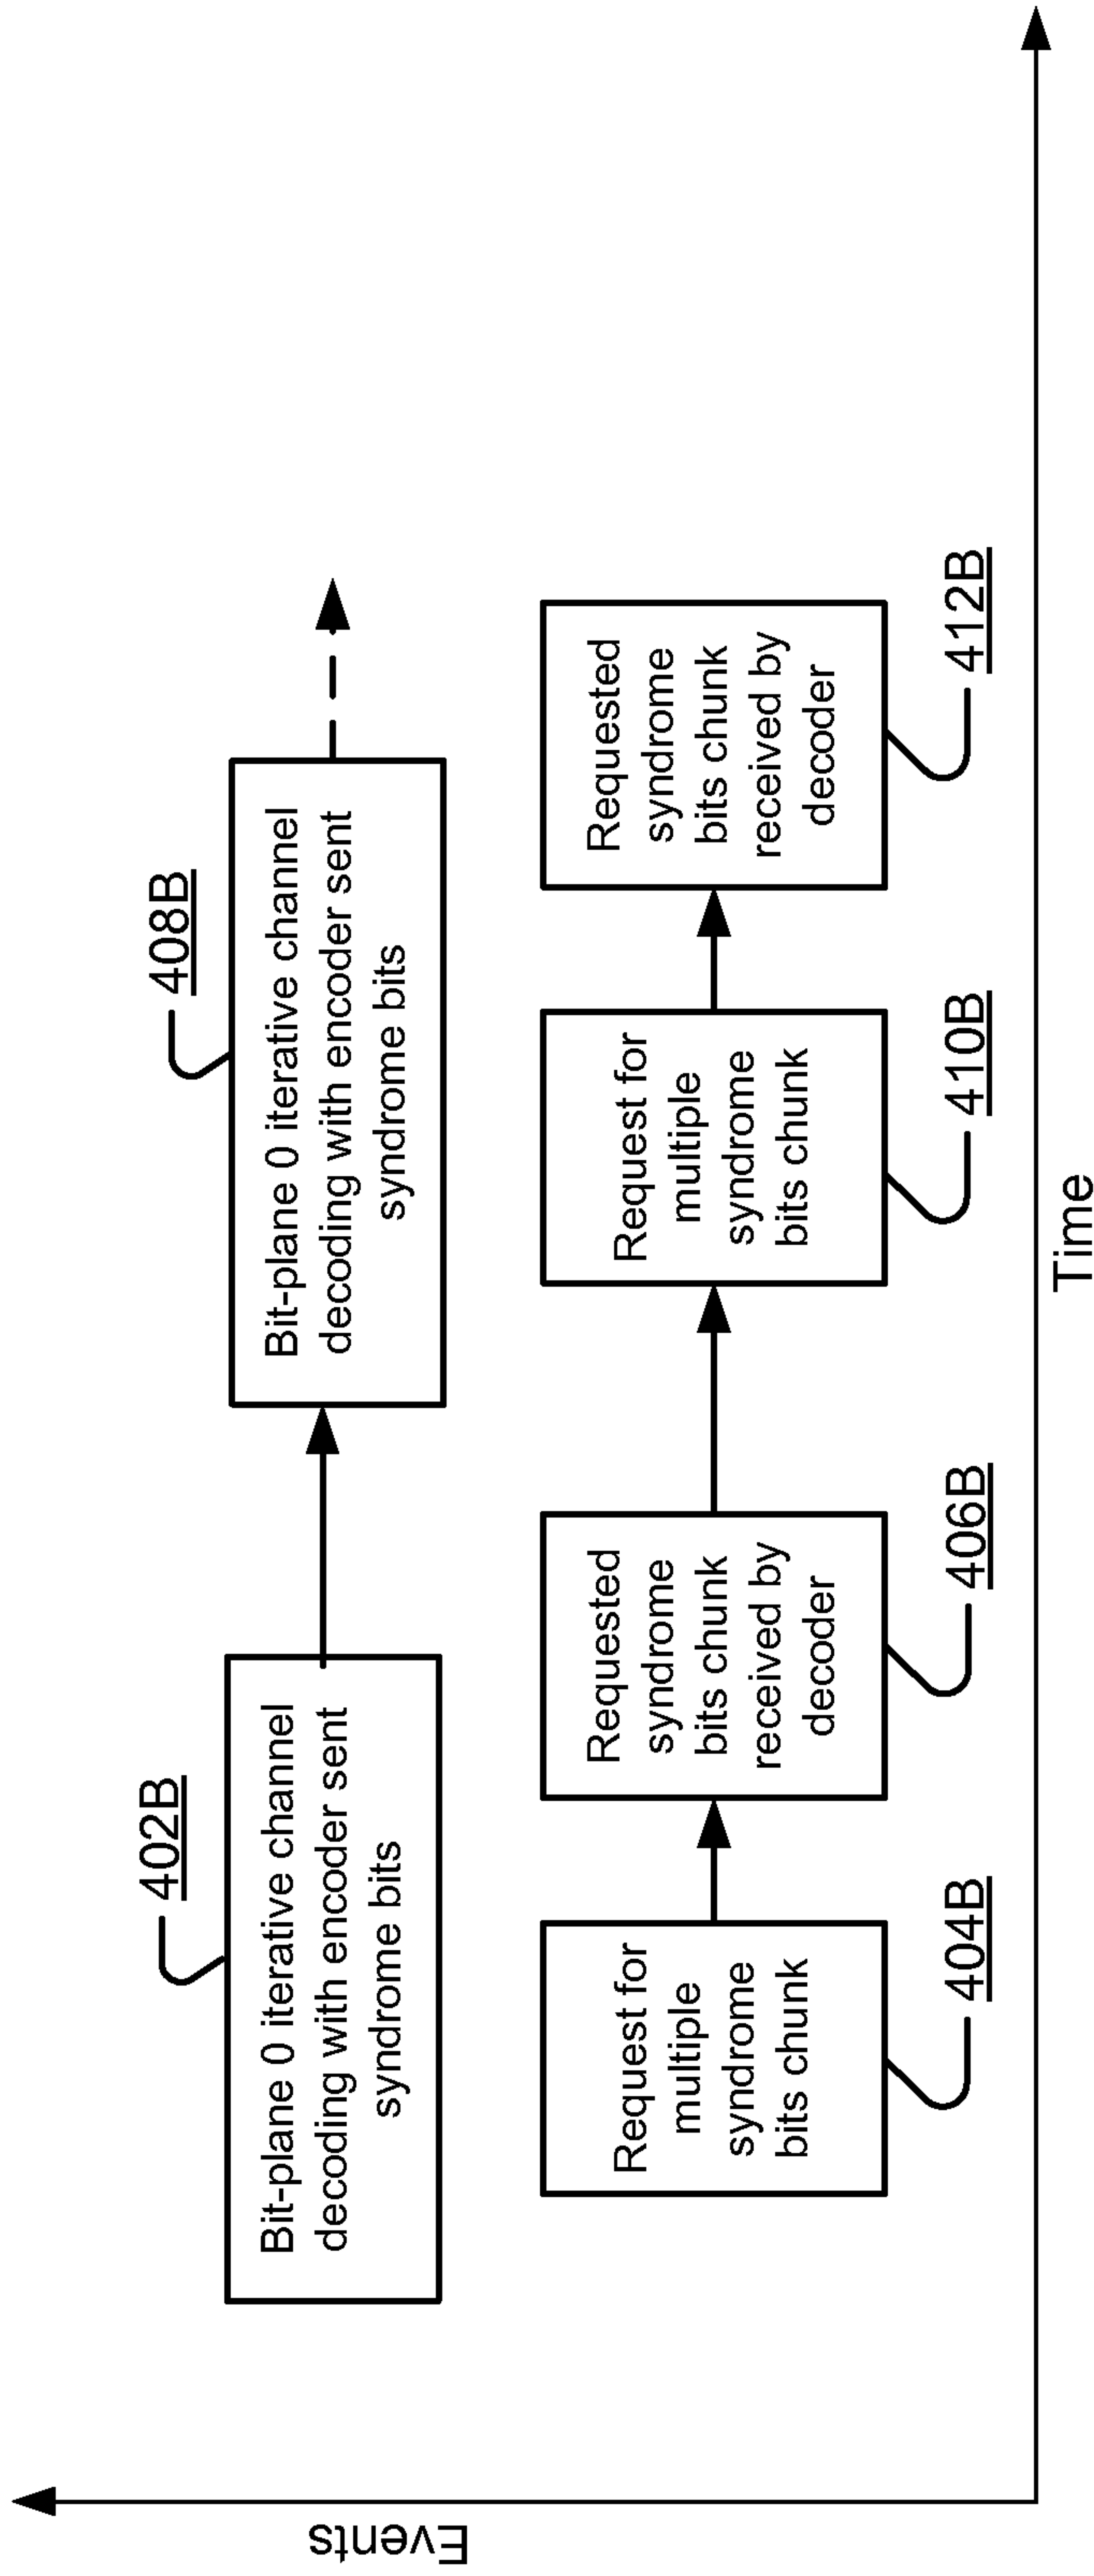 Events
402B
Bit-plane 0 iterative channel
decoding with encoder sent
syndrome bits
408B
Bit-plane 0 iterative channel
decoding with encoder sent
syndrome bits
Request for
multiple
syndrome
bits chunk
404B
Requested
syndrome
bits chunk
received by
decoder
406B
Request for
multiple
syndrome
bits chunk
410B
Requested
syndrome
bits chunk
received by
decoder
412B
Time